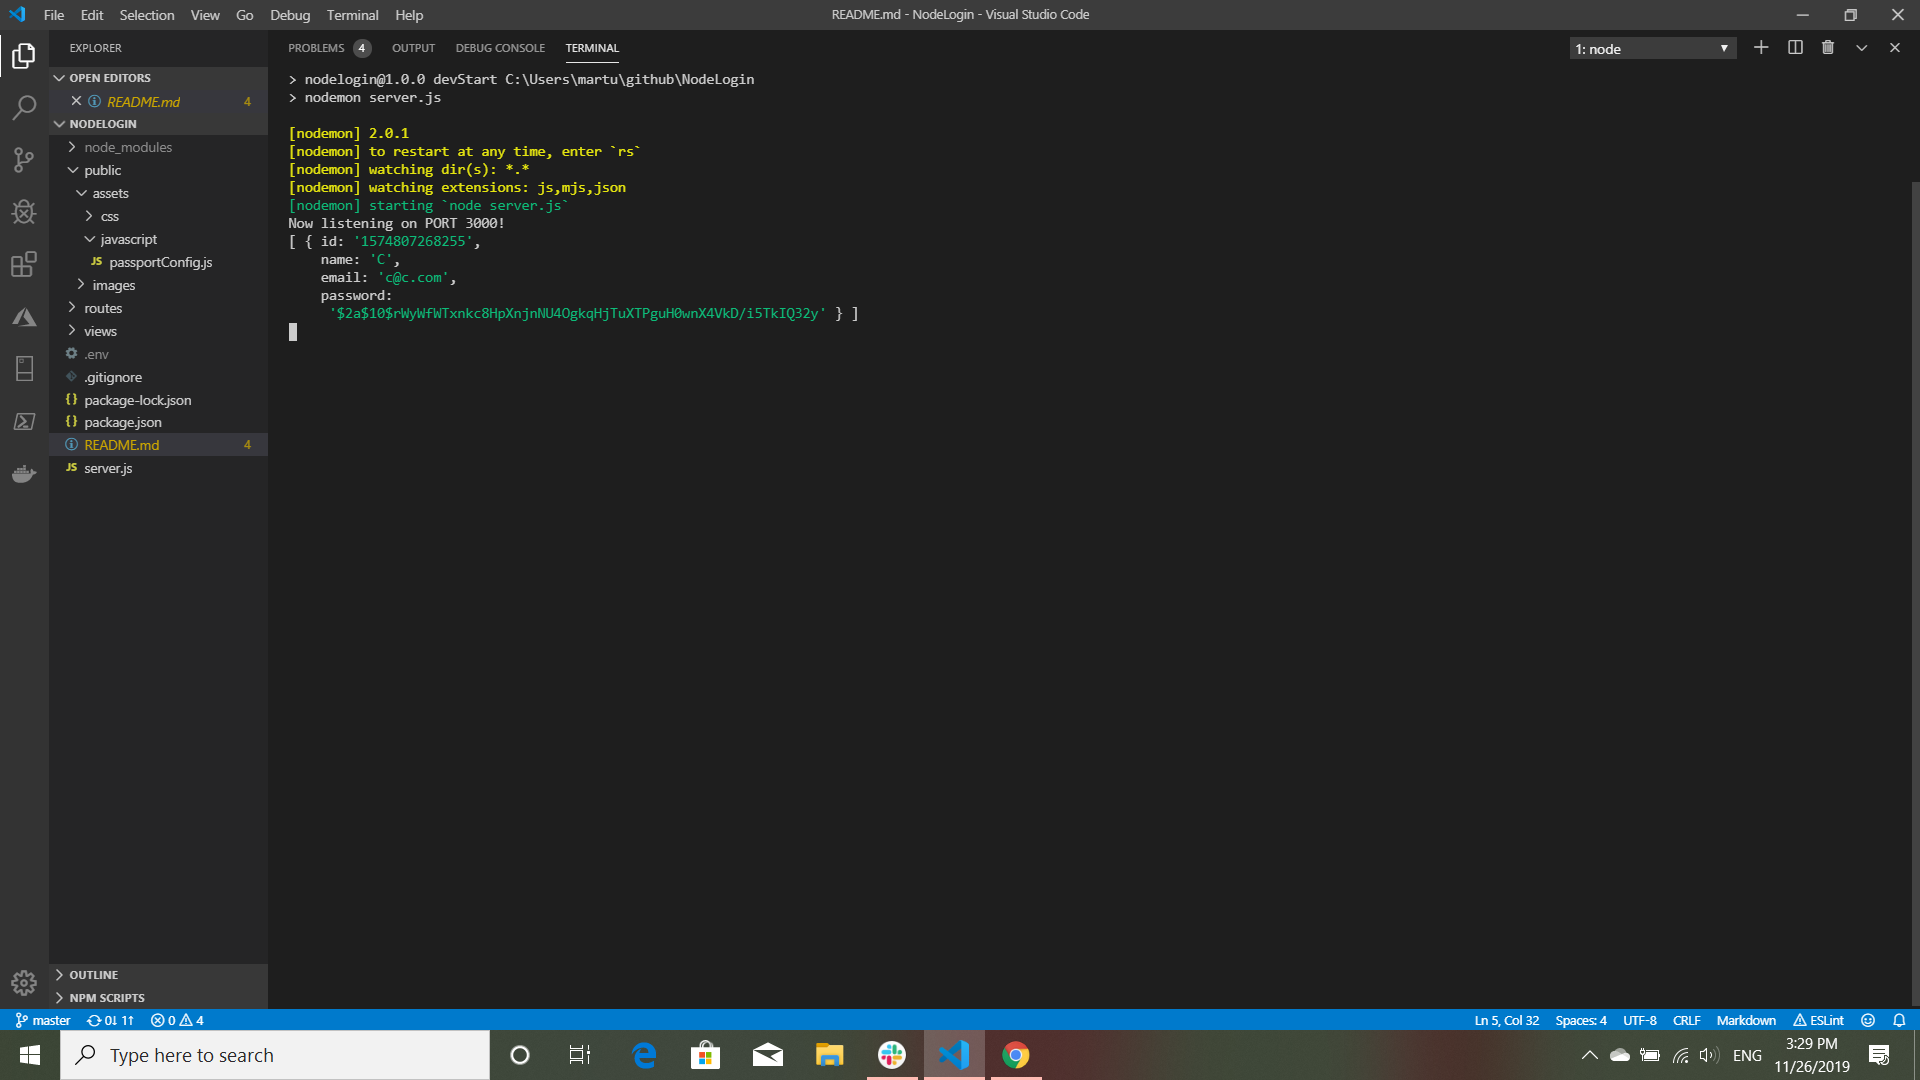 File Edit Selection View Go Debug Terminal Help
README.md - NodeLogin - Visual Studio Code
EXPLORER
OPEN EDITORS
README.md 4
NODELOGIN
node_modules
public
assets
css
javascript
JS passportConfig.js
images
routes
views
.env
.gitignore
{} package-lock.json
{} package.json
README.md 4
JS server.js
OUTLINE
NPM SCRIPTS
PROBLEMS 4 OUTPUT DEBUG CONSOLE TERMINAL
1: node
> nodelogin@1.0.0 devStart C:\Users\martu\github\NodeLogin
> nodemon server.js
[nodemon] 2.0.1
[nodemon] to restart at any time, enter `rs`
[nodemon] watching dir(s): *.*
[nodemon] watching extensions: js,mjs,json
[nodemon] starting `node server.js`
Now listening on PORT 3000!
[ { id: '1574807268255',
name: 'C',
email: 'c@c.com',
password:
'$2a$10$rWyWfWTxnkc8HpXnjnNU4OgkqHjTuXTPguH0wnX4VkD/i5TkIQ32y' } ]
master 0↓ 1↑ 0 4
Ln 5, Col 32 Spaces: 4 UTF-8 CRLF Markdown ESLint
Type here to search
ENG
3:29 PM
11/26/2019